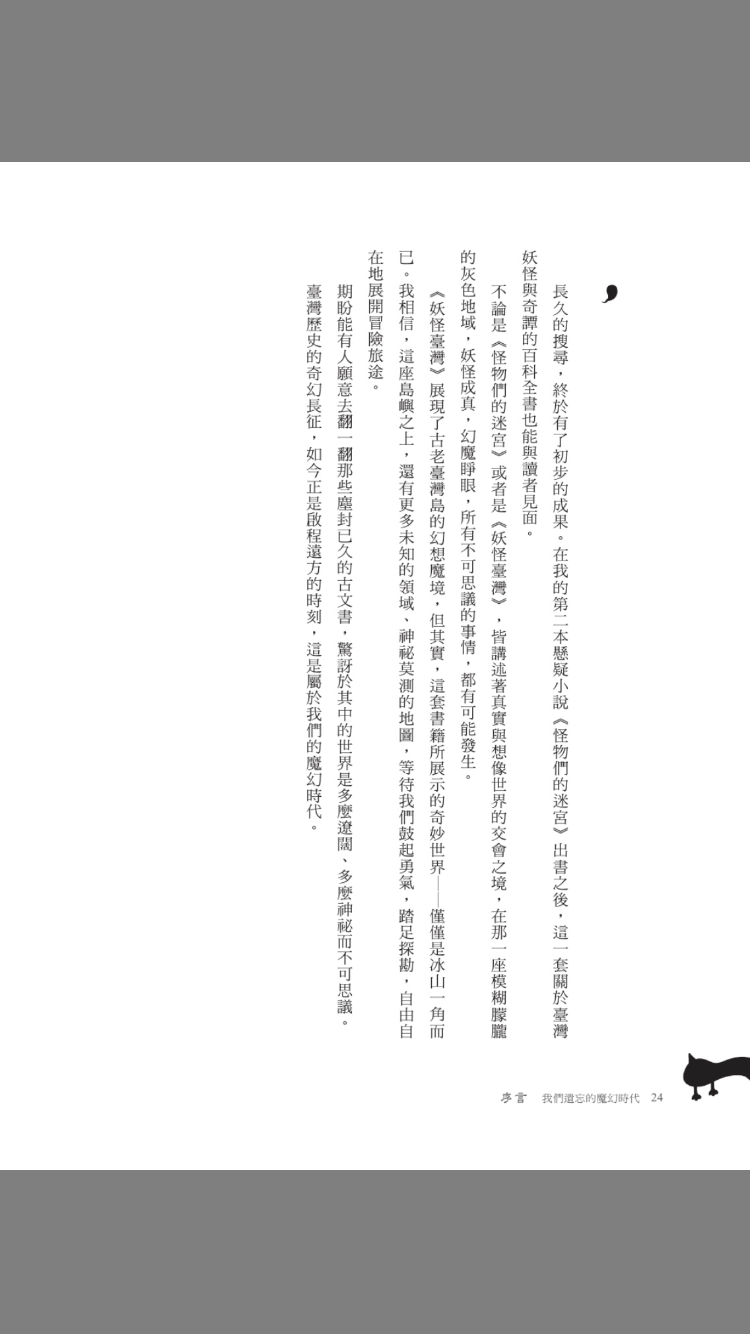 長久的搜尋，終於有了初步的成果。在我的第二本懸疑小說《怪物們的迷宮》出書之後，這一套關於臺灣
妖怪與奇譚的百科全書也能與讀者見面。
不論是《怪物們的迷宮》或者是《妖怪臺灣》，皆講述著真實與想像世界的交會之境，在那一座模糊朦朧
的灰色地域，妖怪成真，幻魔睜眼，所有不可思議的事情，都有可能發生。
《妖怪臺灣》展現了古老臺灣島的幻想魔境，但其實，這套書籍所展示的奇妙世界——僅僅是冰山一角而
已。我相信，這座島嶼之上，還有更多未知的領域、神祕莫測的地圖，等待我們鼓起勇氣，踏足探勘，自由自
在地展開冒險旅途。
期盼能有人願意去翻一翻那些塵封已久的古文書，驚訝於其中的世界是多麼遼闊、多麼神祕而不可思議。
臺灣歷史的奇幻長征，如今正是啟程遠方的時刻，這是屬於我們的魔幻時代。
序言 我們遺忘的魔幻時代 24